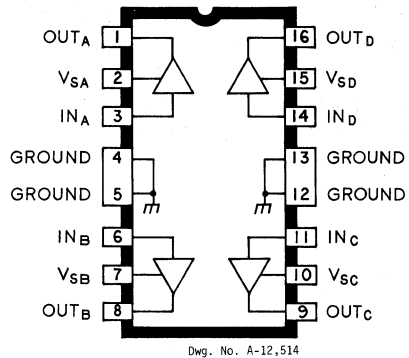 OUTA 1 16 OUTD
VSA 2 15 VSD
INA 3 14 IND
GROUND 4 13 GROUND
GROUND 5 12 GROUND
INB 6 11 INC
VSB 7 10 VSC
OUTB 8 9 OUTC
Dwg. No. A-12,514